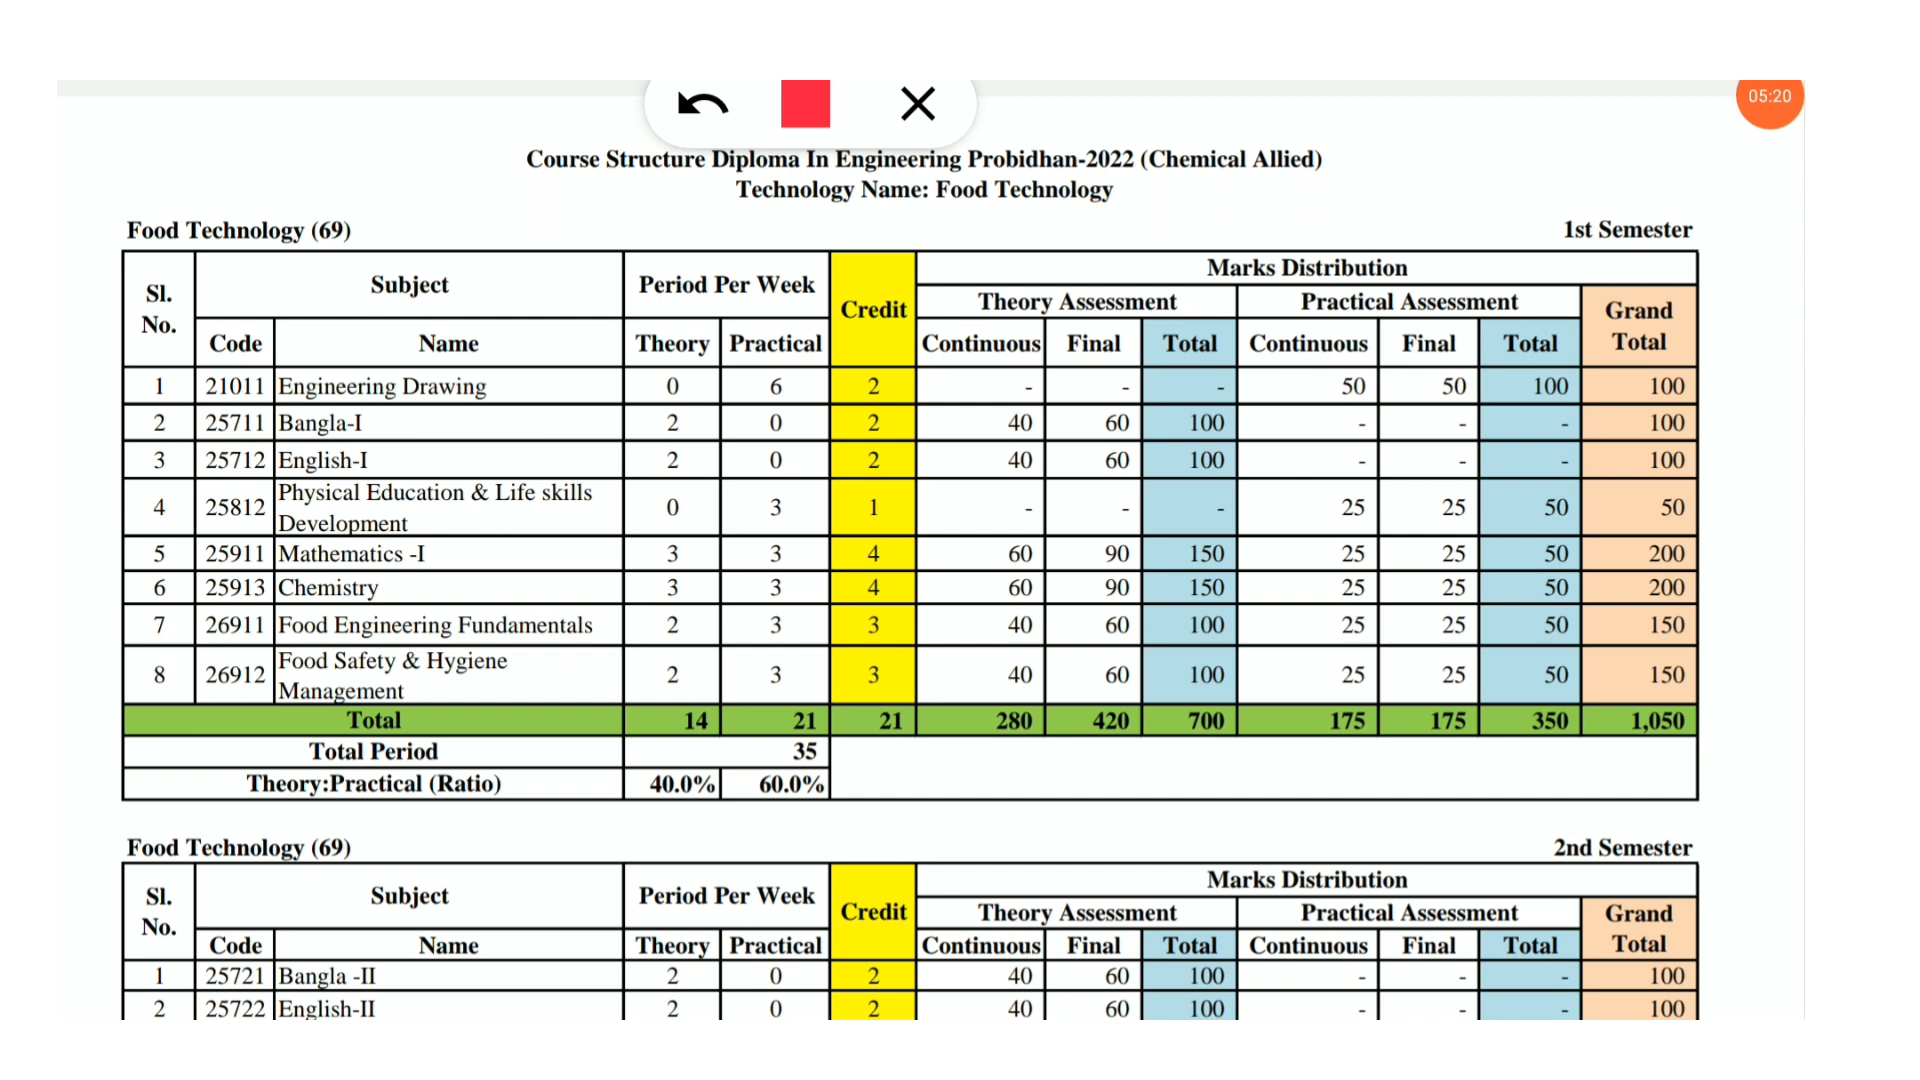 05:20
Course Structure Diploma In Engineering Probidhan-2022 (Chemical Allied)
Technology Name: Food Technology
Food Technology (69) 1st Semester
Sl. No. Subject Period Per Week Credit Marks Distribution
Theory Assessment Practical Assessment Grand Total
Code Name Theory Practical Continuous Final Total Continuous Final Total
1 21011 Engineering Drawing 0 6 2 - - - 50 50 100 100
2 25711 Bangla-I 2 0 2 40 60 100 - - - 100
3 25712 English-I 2 0 2 40 60 100 - - - 100
4 25812 Physical Education & Life skills Development 0 3 1 - - - 25 25 50 50
5 25911 Mathematics -I 3 3 4 60 90 150 25 25 50 200
6 25913 Chemistry 3 3 4 60 90 150 25 25 50 200
7 26911 Food Engineering Fundamentals 2 3 3 40 60 100 25 25 50 150
8 26912 Food Safety & Hygiene Management 2 3 3 40 60 100 25 25 50 150
Total 14 21 21 280 420 700 175 175 350 1,050
Total Period 35
Theory:Practical (Ratio) 40.0% 60.0%
Food Technology (69) 2nd Semester
Sl. No. Subject Period Per Week Credit Marks Distribution
Theory Assessment Practical Assessment Grand Total
Code Name Theory Practical Continuous Final Total Continuous Final Total
1 25721 Bangla -II 2 0 2 40 60 100 - - - 100
2 25722 English-II 2 0 2 40 60 100 - - - 100